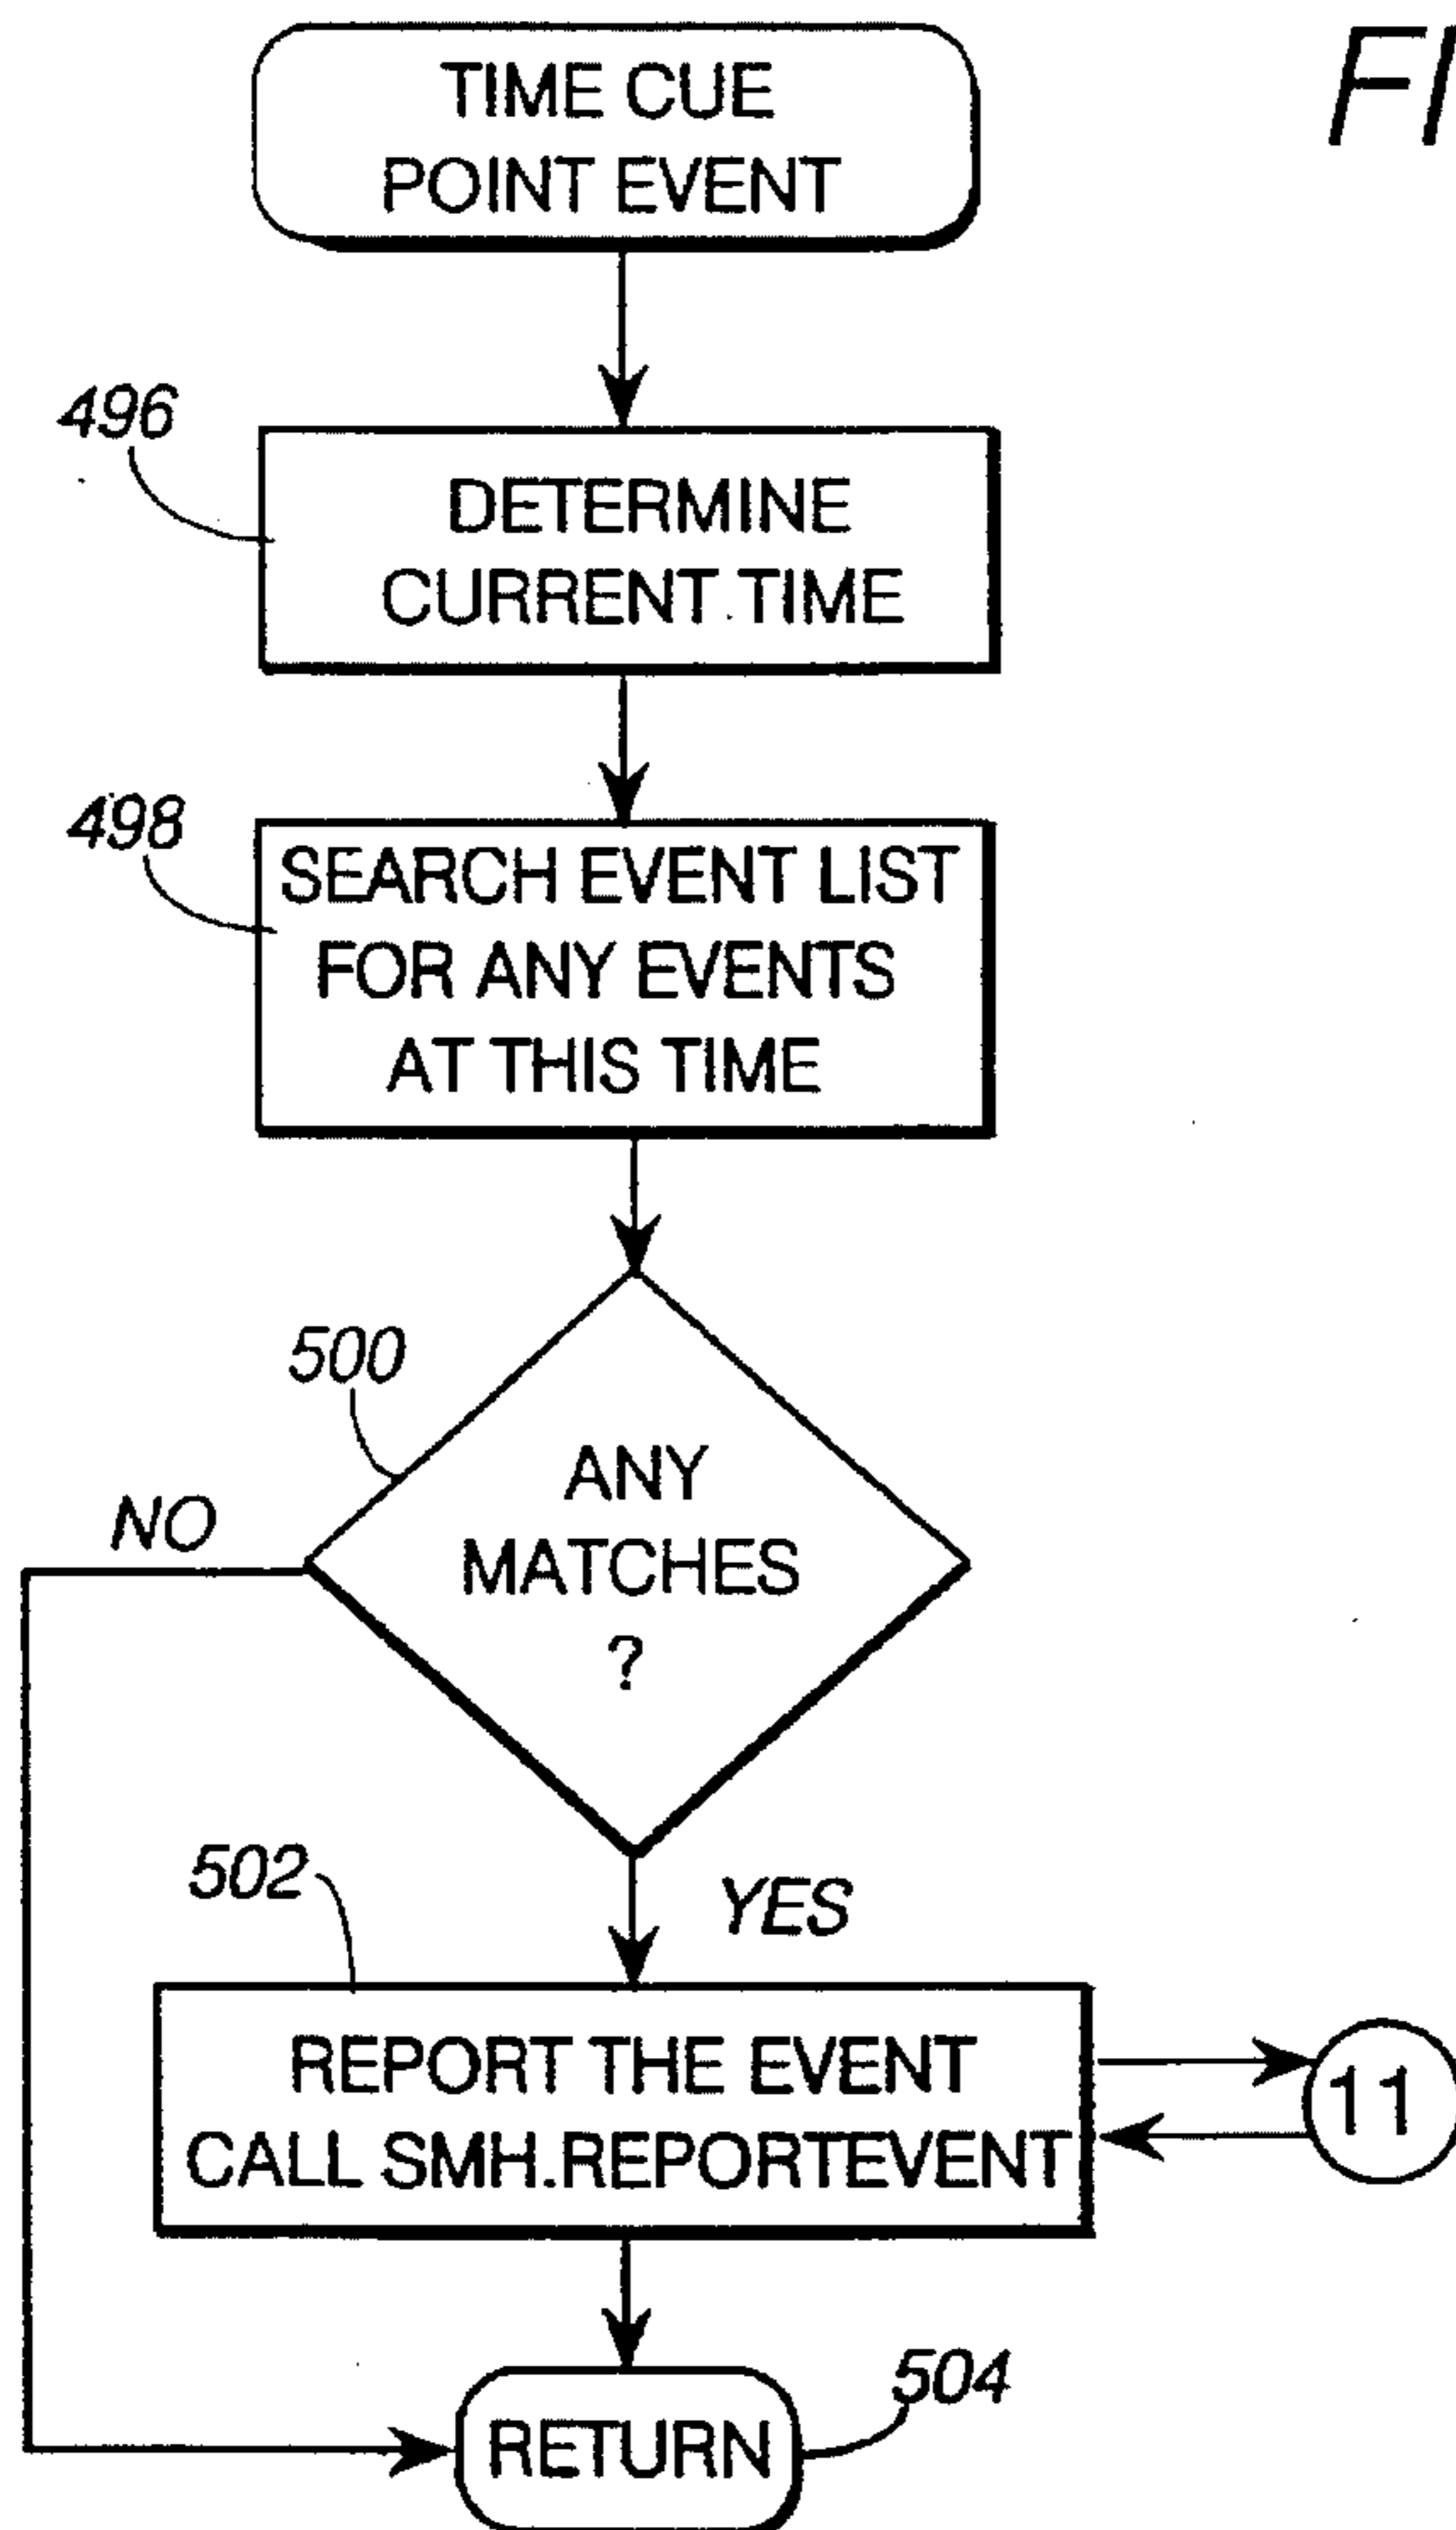 FI
TIME CUE
POINT EVENT
496
DETERMINE
CURRENT TIME
498
SEARCH EVENT LIST
FOR ANY EVENTS
AT THIS TIME
500
ANY
MATCHES
?
NO
502
YES
REPORT THE EVENT
CALL SMH.REPORTEVENT
11
504
RETURN